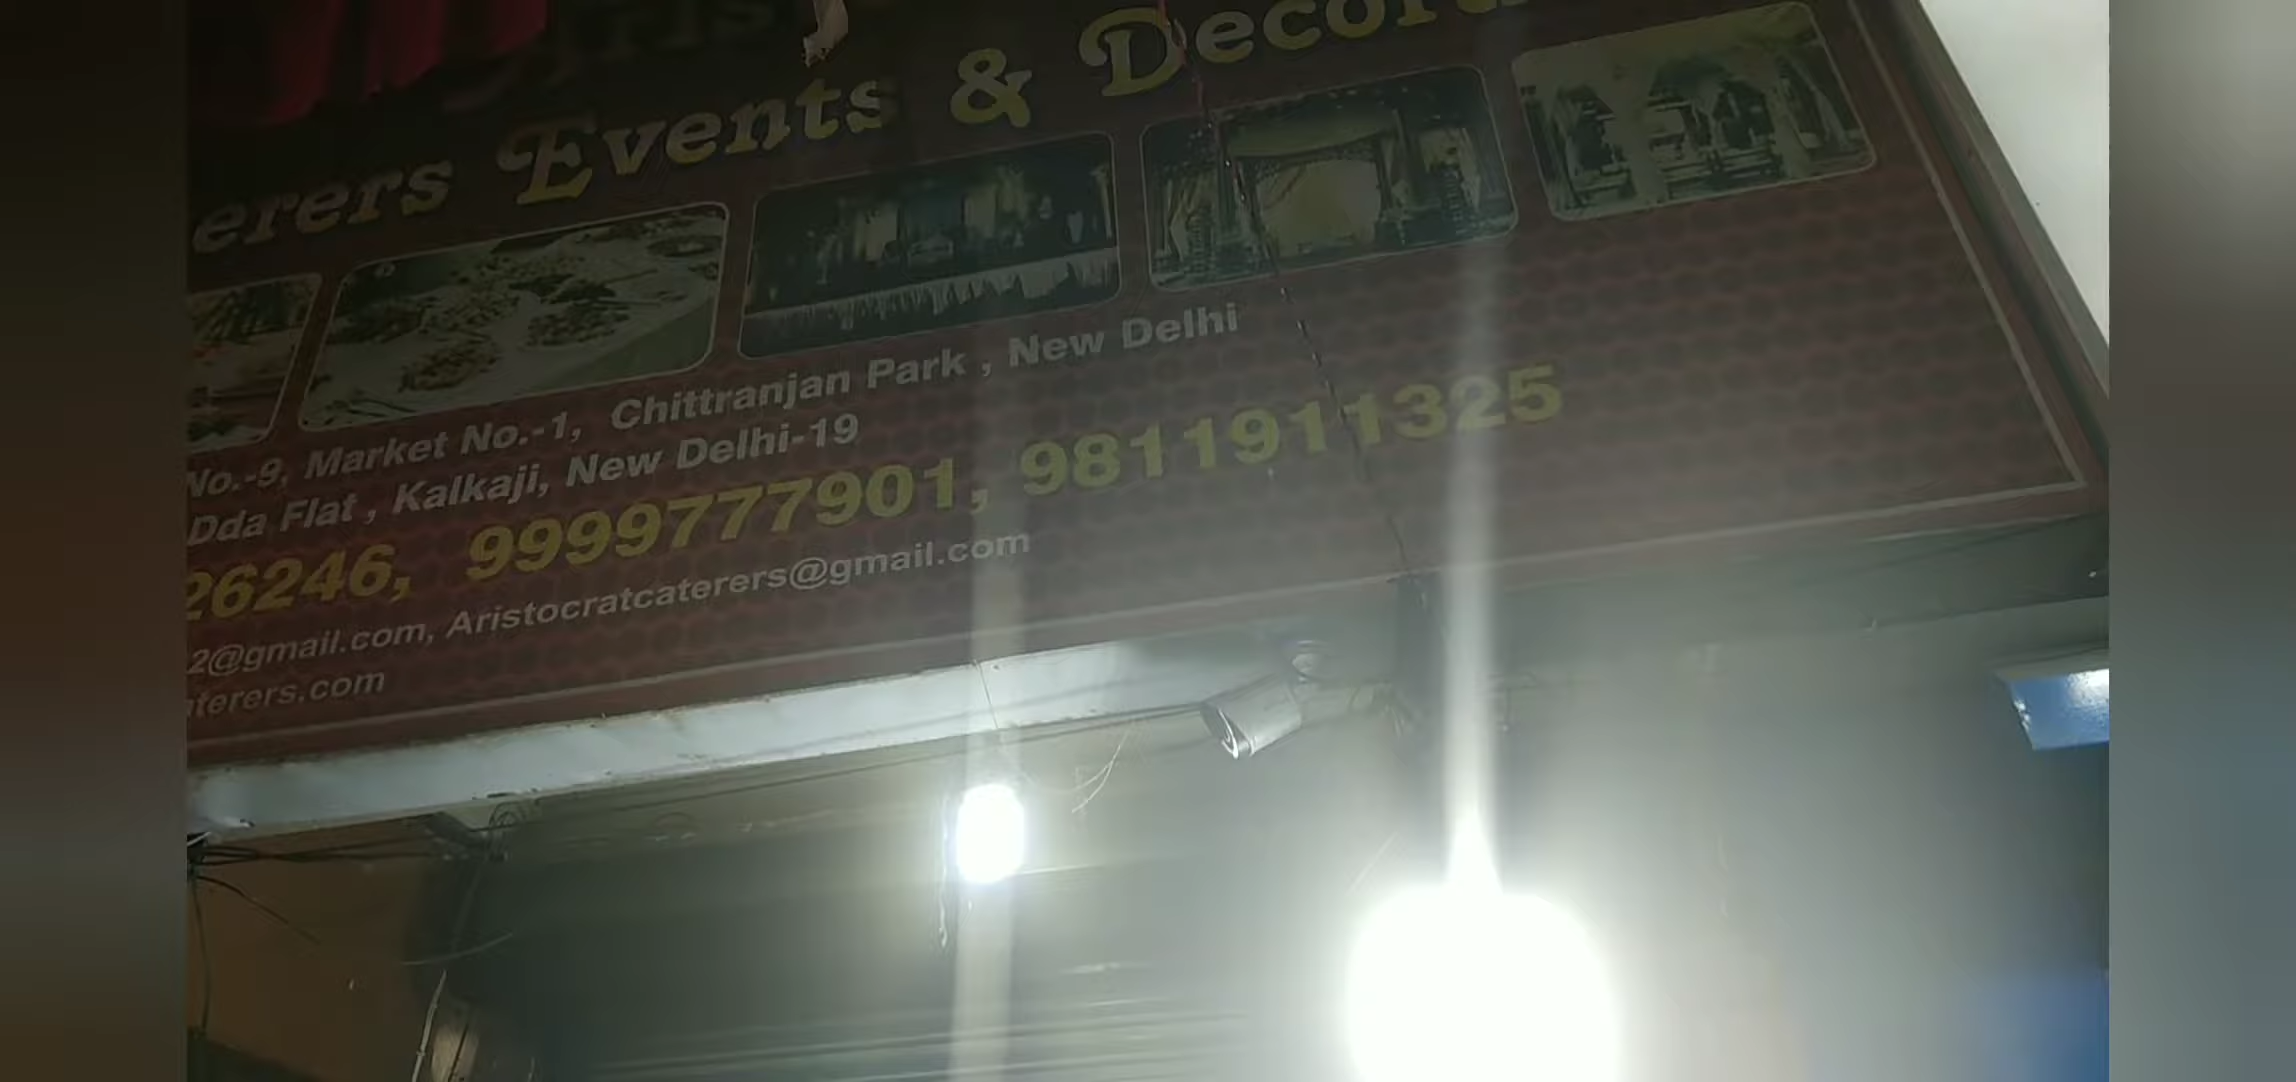 erers Events & Decora
No.-9, Market No.-1, Chittranjan Park , New Delhi
Dda Flat , Kalkaji, New Delhi-19
26246, 9999777901, 9811911325
2@gmail.com, Aristocratcaterers@gmail.com
terers.com